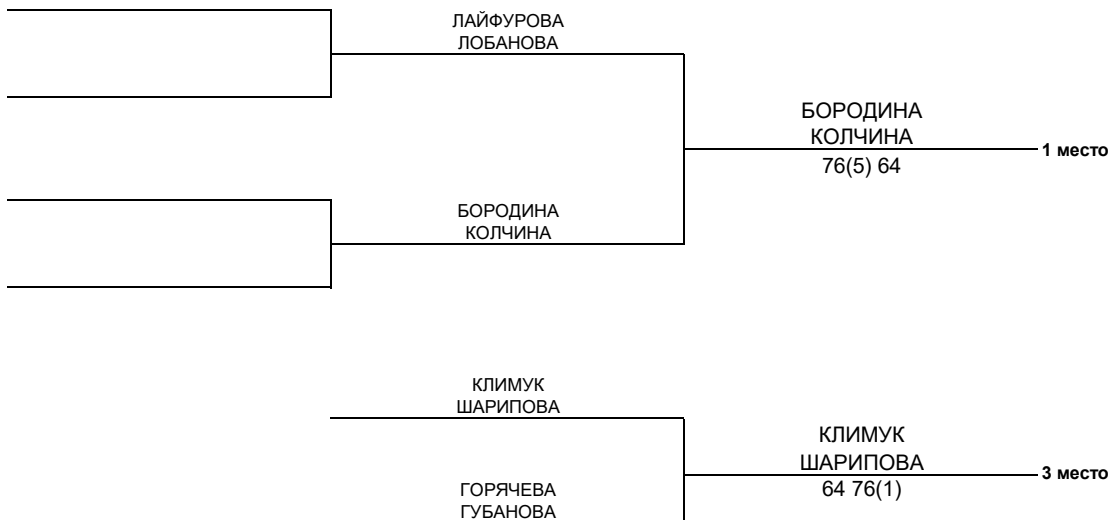 ЛАЙФУРОВА
ЛОБАНОВА
БОРОДИНА
КОЛЧИНА
1 место
76(5) 64
БОРОДИНА
КОЛЧИНА
КЛИМУК
ШАРИПОВА
КЛИМУК
ШАРИПОВА
3 место
64 76(1)
ГОРЯЧЕВА
ГУБАНОВА